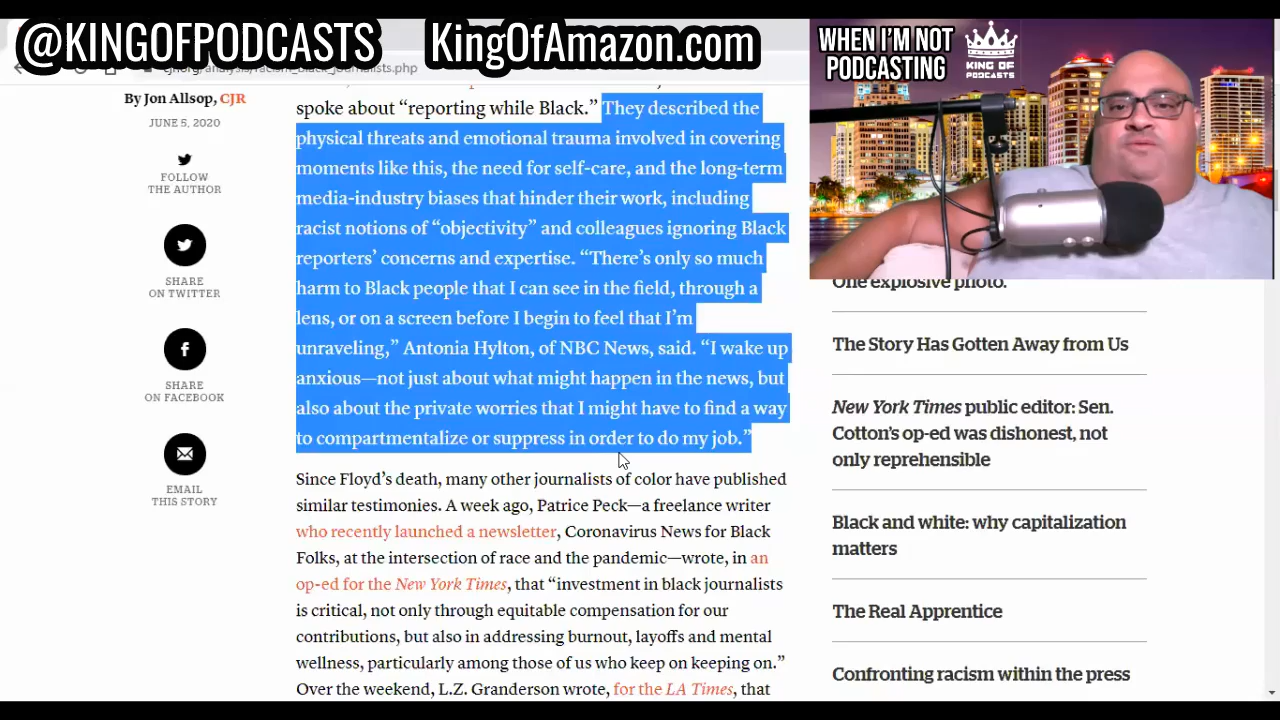 @KINGOFPODCASTS
KingOfAmazon.com
WHEN I'M NOT
PODCASTING
KING OF
PODCASTS
By Jon Allsop, CJR
JUNE 5, 2020
FOLLOW
THE AUTHOR
SHARE
ON TWITTER
SHARE
ON FACEBOOK
EMAIL
THIS STORY
spoke about “reporting while Black.” They described the
physical threats and emotional trauma involved in covering
moments like this, the need for self-care, and the long-term
media-industry biases that hinder their work, including
racist notions of “objectivity” and colleagues ignoring Black
reporters’ concerns and expertise. “There’s only so much
harm to Black people that I can see in the field, through a
lens, or on a screen before I begin to feel that I’m
unraveling,” Antonia Hylton, of NBC News, said. “I wake up
anxious—not just about what might happen in the news, but
also about the private worries that I might have to find a way
to compartmentalize or suppress in order to do my job.”
Since Floyd’s death, many other journalists of color have published
similar testimonies. A week ago, Patrice Peck—a freelance writer
who recently launched a newsletter, Coronavirus News for Black
Folks, at the intersection of race and the pandemic—wrote, in an
op-ed for the New York Times, that “investment in black journalists
is critical, not only through equitable compensation for our
contributions, but also in addressing burnout, layoffs and mental
wellness, particularly among those of us who keep on keeping on.”
Over the weekend, L.Z. Granderson wrote, for the LA Times, that
One explosive photo.
The Story Has Gotten Away from Us
New York Times public editor: Sen.
Cotton’s op-ed was dishonest, not
only reprehensible
Black and white: why capitalization
matters
The Real Apprentice
Confronting racism within the press